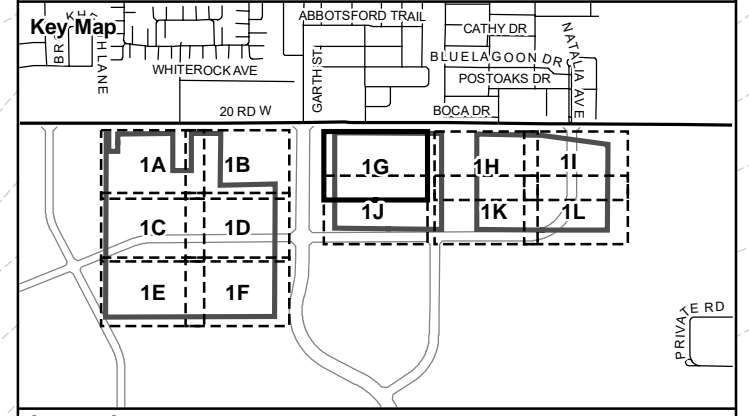 ABBOTSFORD TRAIL
Key Map
CATHY DR
NATALIA AVE
BLUELAGOON DR
WHITEROCK AVE
GARTH ST
POSTOAKS DR
20 RD W
BOCA DR
1A
1B
1G
1H
1I
1C
1D
1J
1K
1L
1E
1F
PRIVATE RD